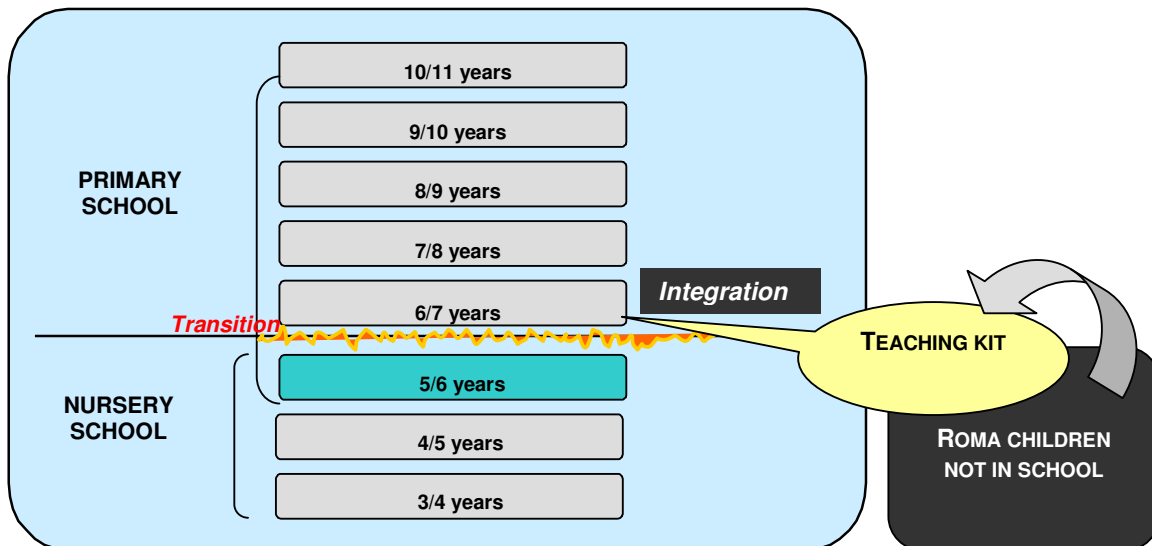 10/11 years
9/10 years
PRIMARY
SCHOOL
8/9 years
7/8 years
Integration
6/7 years
Transition
TEACHING KIT
5/6 years
NURSERY
SCHOOL
4/5 years
ROMA CHILDREN
NOT IN SCHOOL
3/4 years